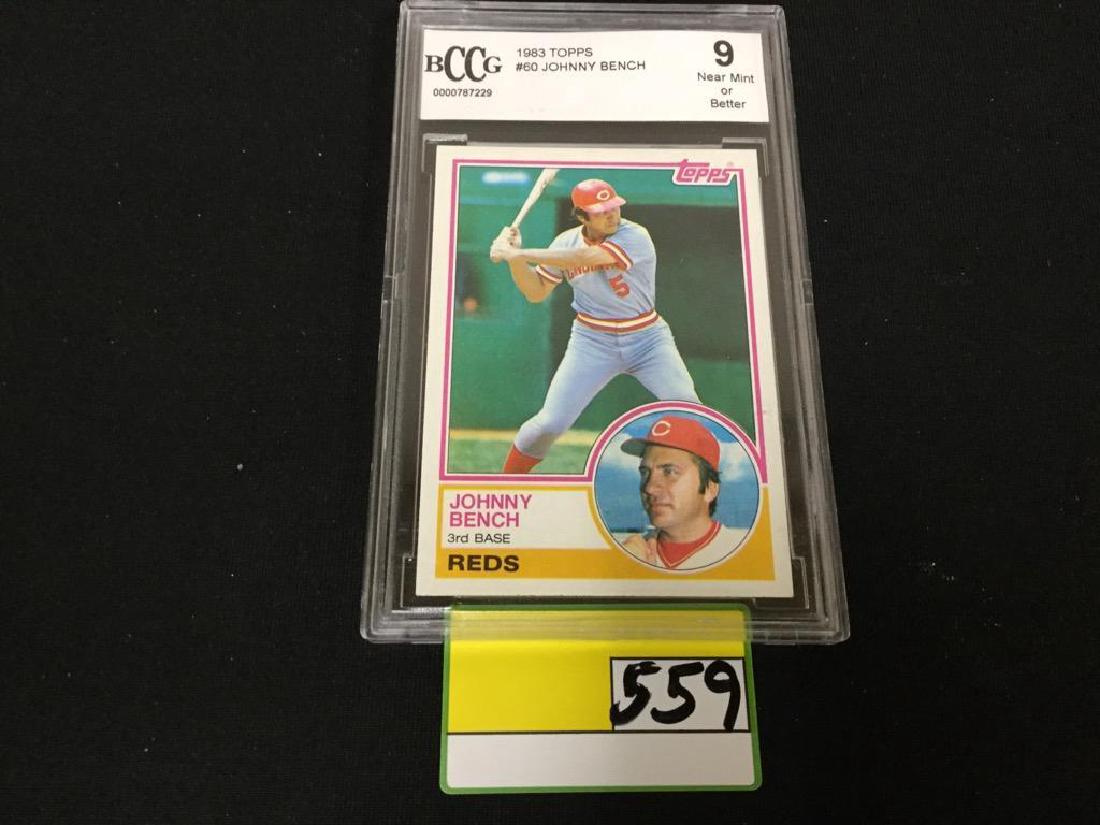 BCCG
0000787229
1983 TOPPS
#60 JOHNNY BENCH
9
Near Mint
or
Better
topps®
C
CINCINNA
5
C
JOHNNY
BENCH
3rd BASE
REDS
559